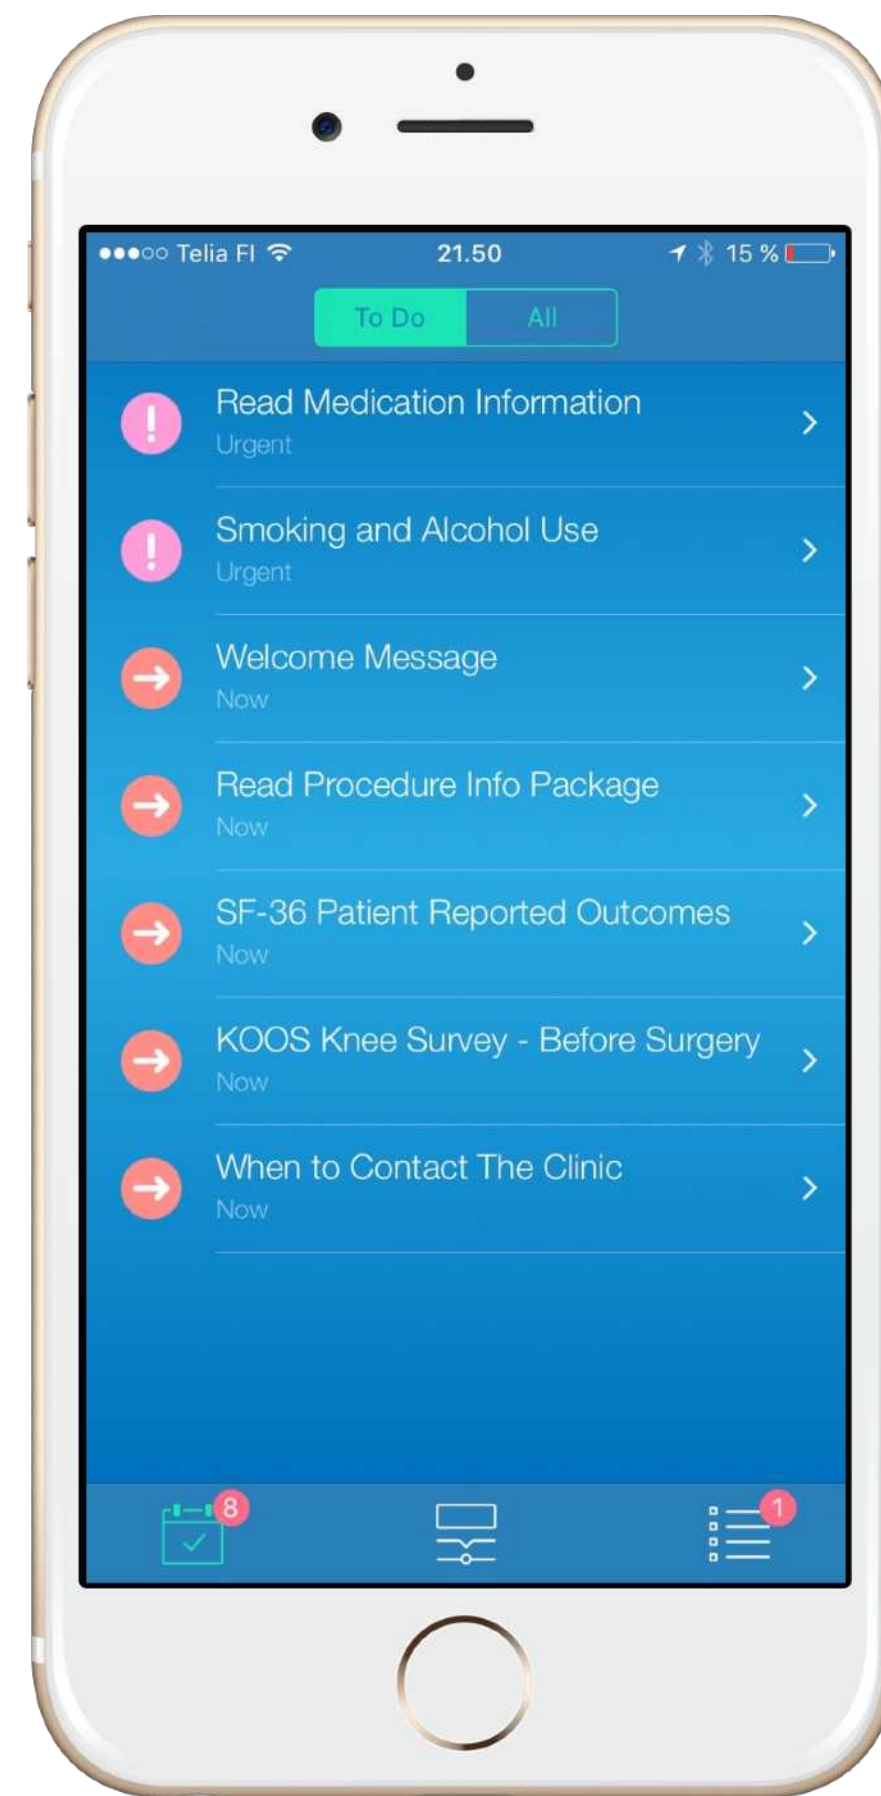 Telia FI 21.50 15 %
To Do All
Read Medication Information
Urgent
Smoking and Alcohol Use
Urgent
Welcome Message
Now
Read Procedure Info Package
Now
SF-36 Patient Reported Outcomes
Now
KOOS Knee Survey - Before Surgery
Now
When to Contact The Clinic
Now
8 1